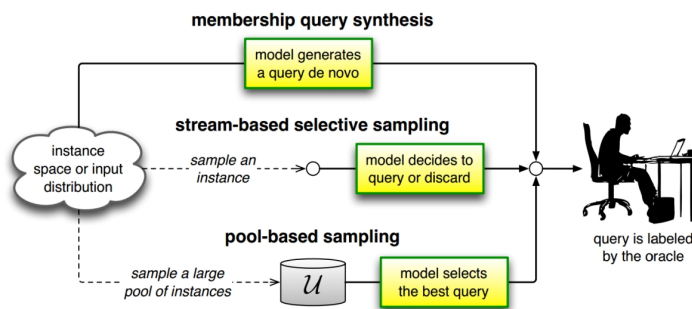 membership query synthesis
model generates
a query de novo
stream-based selective sampling
instance
space or input
distribution
sample an
instance
model decides to
query or discard
query is labeled
by the oracle
pool-based sampling
sample a large
pool of instances
U
model selects
the best query